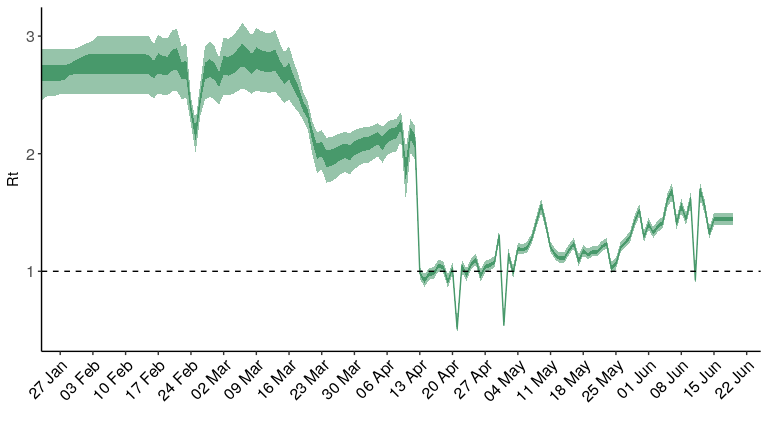 3
2
1
Rt
27 Jan
03 Feb
10 Feb
17 Feb
24 Feb
02 Mar
09 Mar
16 Mar
23 Mar
30 Mar
06 Apr
13 Apr
20 Apr
27 Apr
04 May
11 May
18 May
25 May
01 Jun
08 Jun
15 Jun
22 Jun